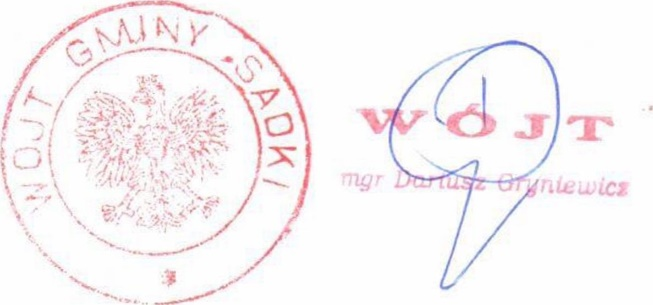 WÓJT GMINY SADKI
WÓJT
mgr Dariusz Gryniewicz